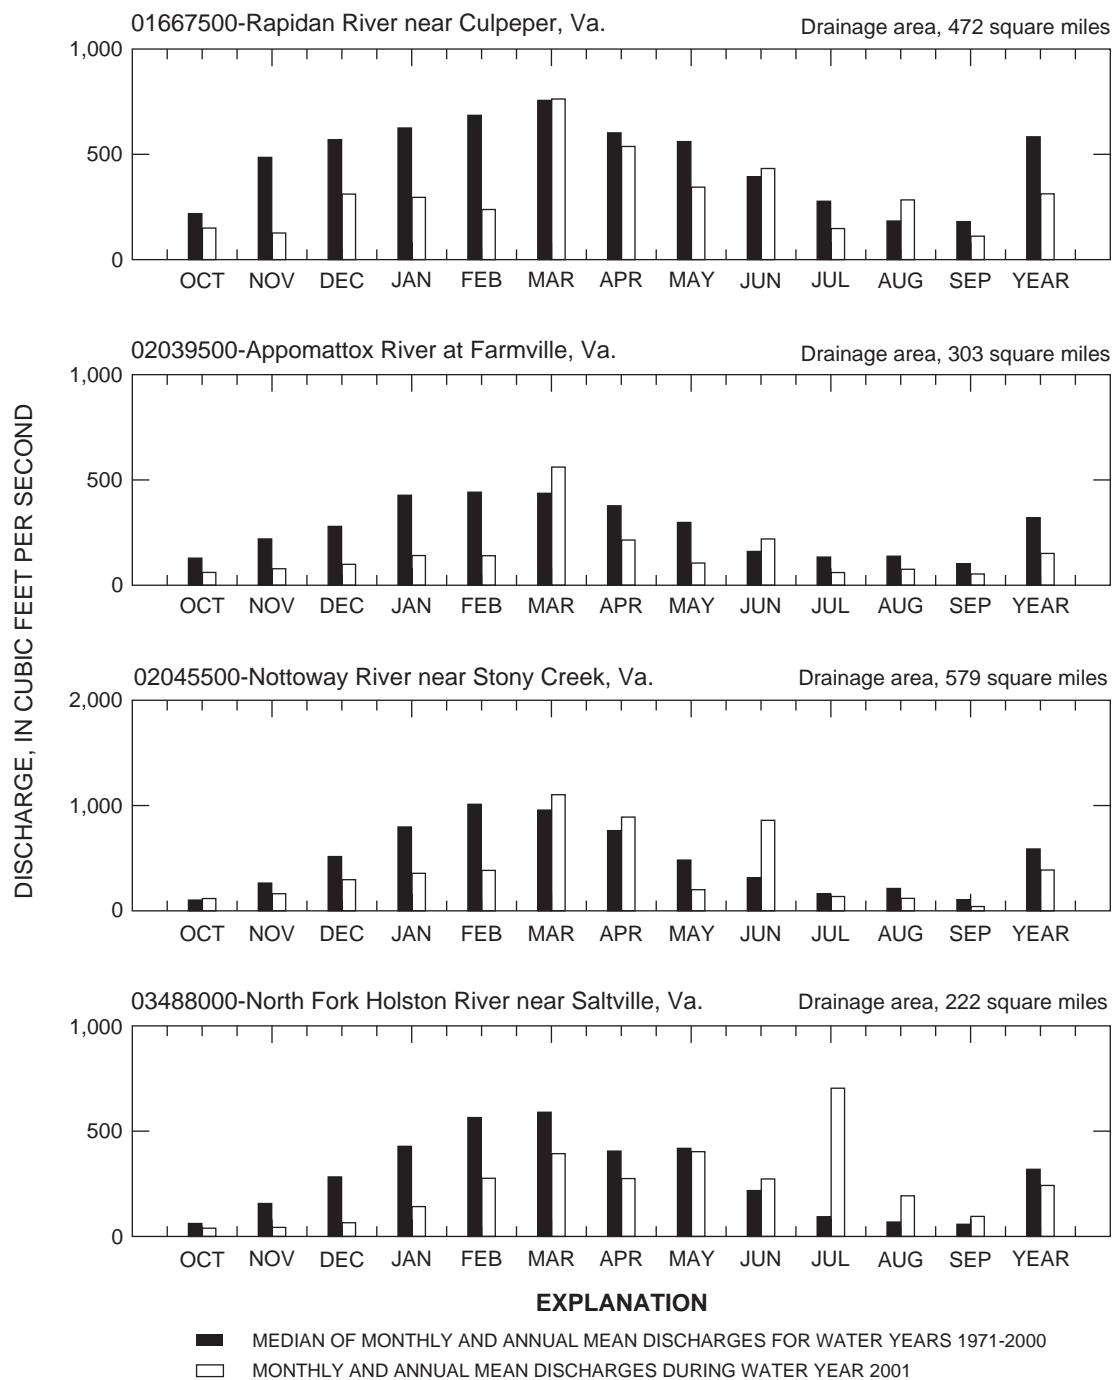 01667500-Rapidan River near Culpeper, Va. Drainage area, 472 square miles
1,000
500
0
OCT NOV DEC JAN FEB MAR APR MAY JUN JUL AUG SEP YEAR
02039500-Appomattox River at Farmville, Va. Drainage area, 303 square miles
1,000
500
0
OCT NOV DEC JAN FEB MAR APR MAY JUN JUL AUG SEP YEAR
DISCHARGE, IN CUBIC FEET PER SECOND
02045500-Nottoway River near Stony Creek, Va. Drainage area, 579 square miles
2,000
1,000
0
OCT NOV DEC JAN FEB MAR APR MAY JUN JUL AUG SEP YEAR
03488000-North Fork Holston River near Saltville, Va. Drainage area, 222 square miles
1,000
500
0
OCT NOV DEC JAN FEB MAR APR MAY JUN JUL AUG SEP YEAR
EXPLANATION
MEDIAN OF MONTHLY AND ANNUAL MEAN DISCHARGES FOR WATER YEARS 1971-2000
MONTHLY AND ANNUAL MEAN DISCHARGES DURING WATER YEAR 2001